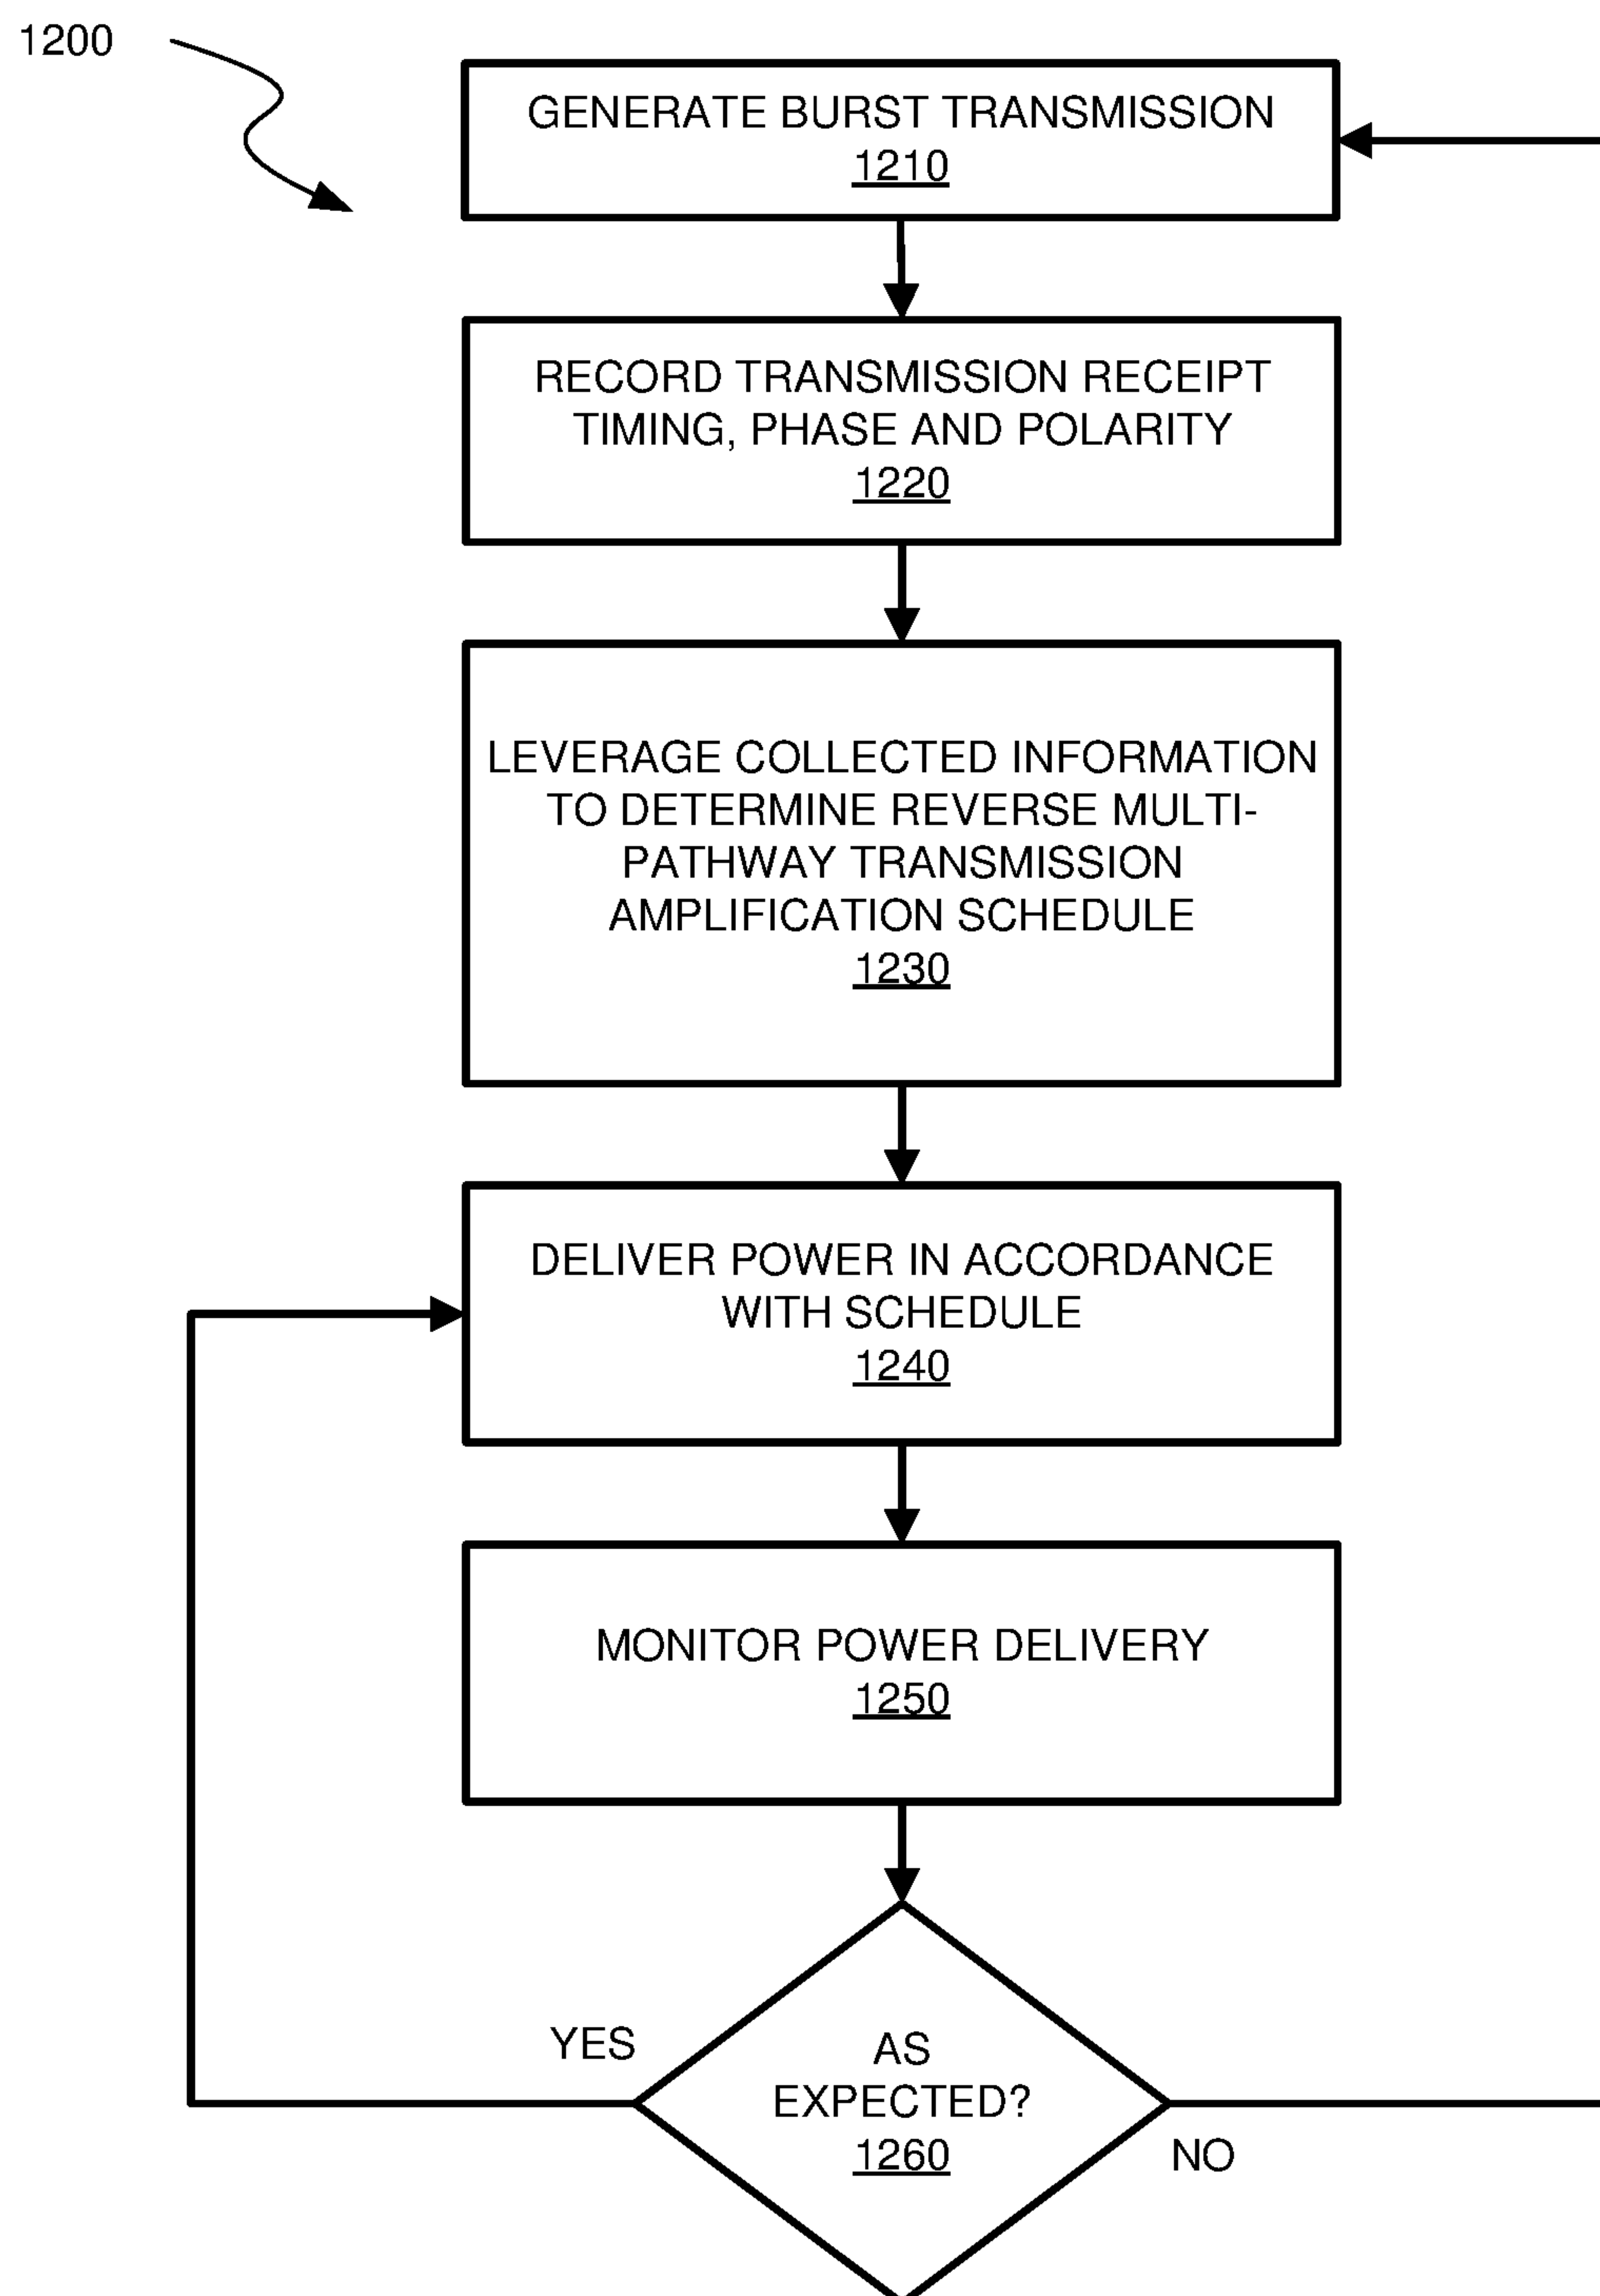 1200
GENERATE BURST TRANSMISSION
1210
RECORD TRANSMISSION RECEIPT
TIMING, PHASE AND POLARITY
1220
LEVERAGE COLLECTED INFORMATION
TO DETERMINE REVERSE MULTI-
PATHWAY TRANSMISSION
AMPLIFICATION SCHEDULE
1230
DELIVER POWER IN ACCORDANCE
WITH SCHEDULE
1240
MONITOR POWER DELIVERY
1250
YES
AS
EXPECTED?
1260
NO